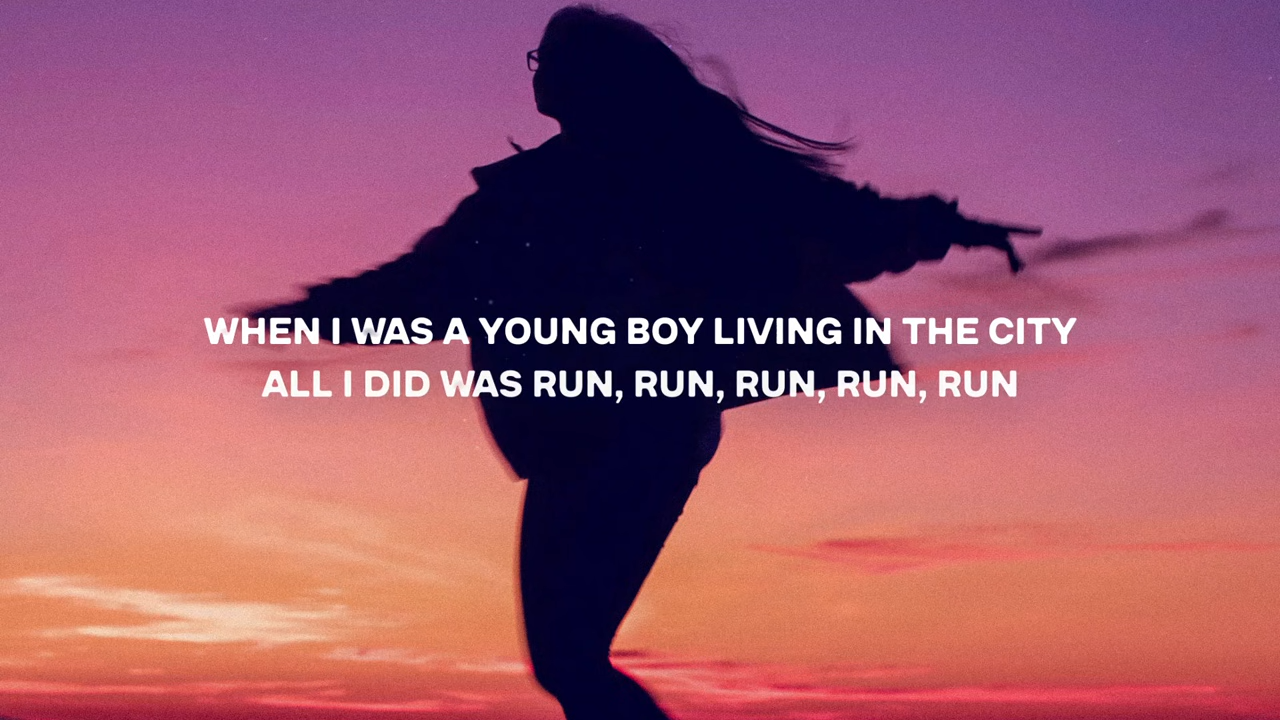 WHEN I WAS A YOUNG BOY LIVING IN THE CITY
ALL I DID WAS RUN, RUN, RUN, RUN, RUN